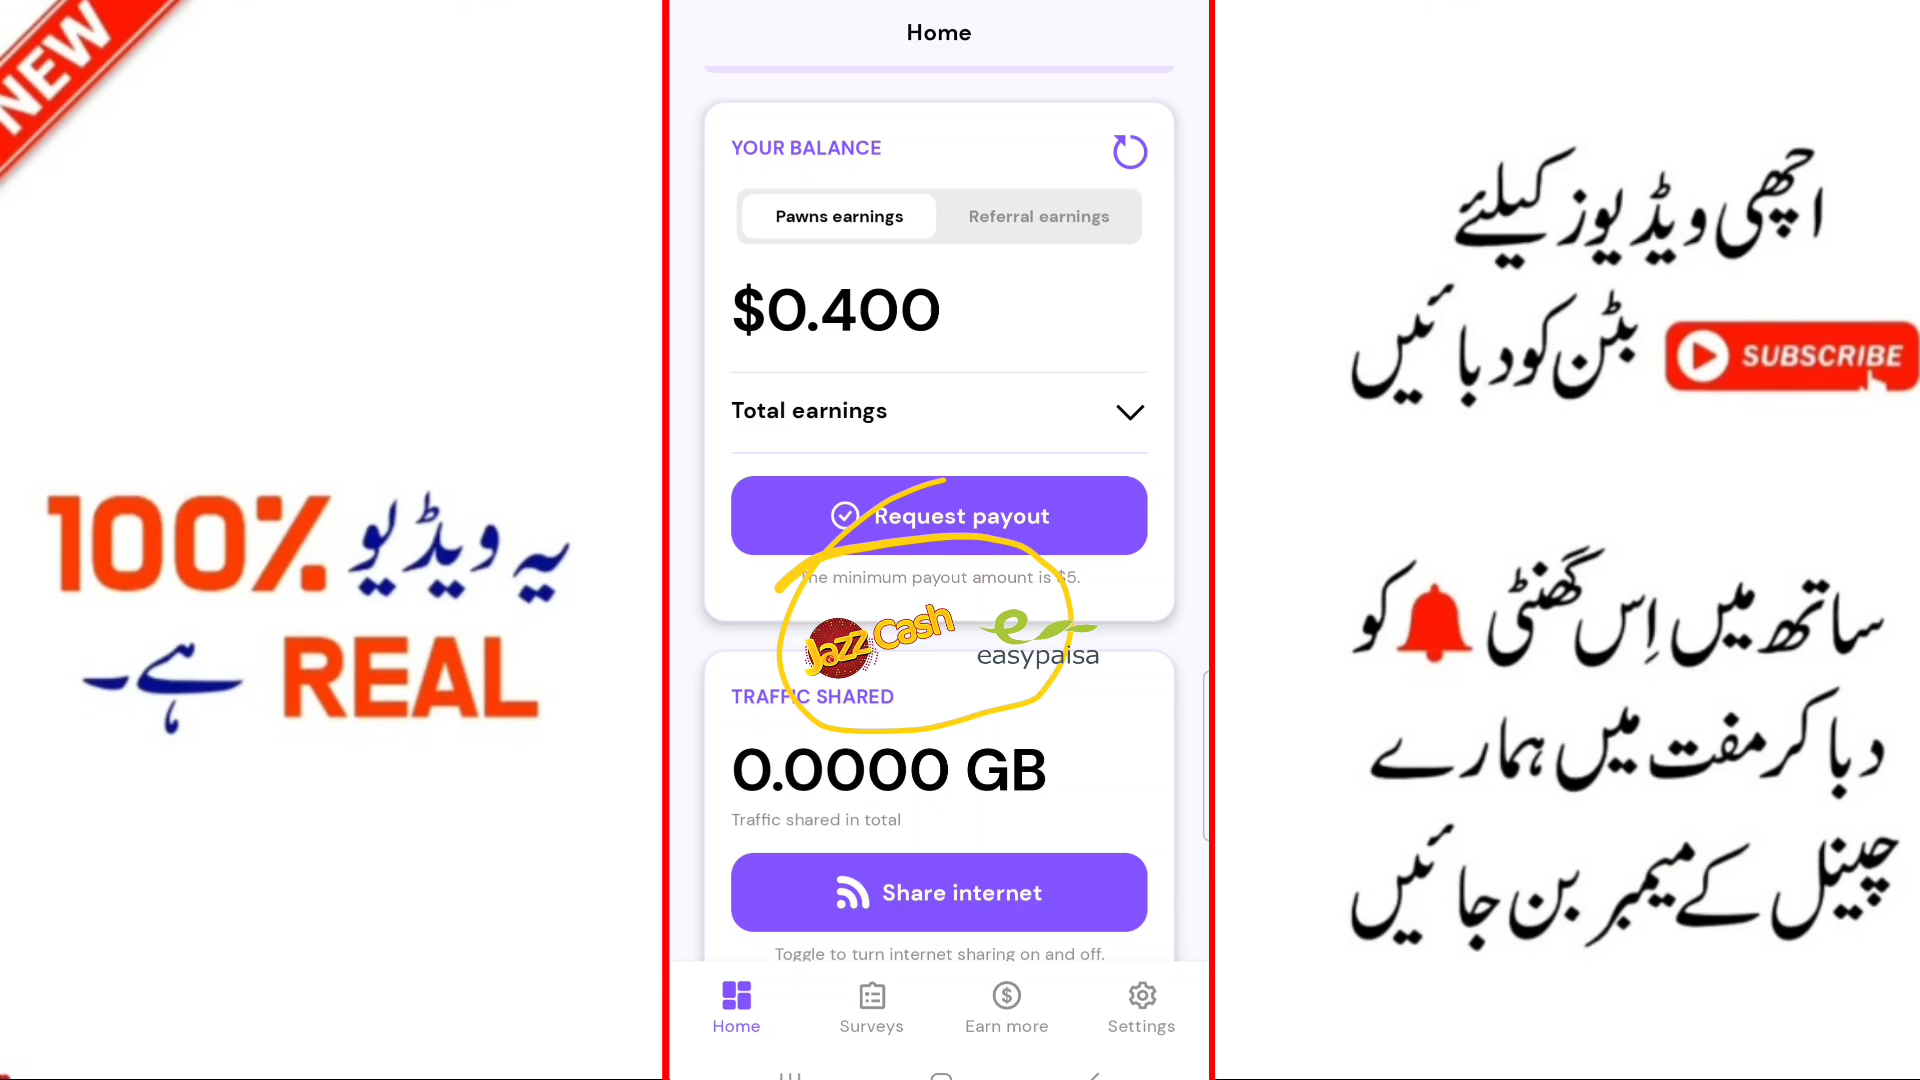 NEW
یہ ویڈیو 100%
REAL ہے۔
Home
YOUR BALANCE
Pawns earnings
Referral earnings
$0.400
Total earnings
Request payout
The minimum payout amount is $5.
JazzCash
easypaisa
TRAFFIC SHARED
0.0000 GB
Traffic shared in total
Share internet
Toggle to turn internet sharing on and off.
Home
Surveys
Earn more
Settings
اچھی ویڈیوز کیلئے
SUBSCRIBE بٹن کو دبائیں
ساتھ میں اِس گھنٹی کو
دبا کر مفت میں ہمارے
چینل کے میمبر بن جائیں